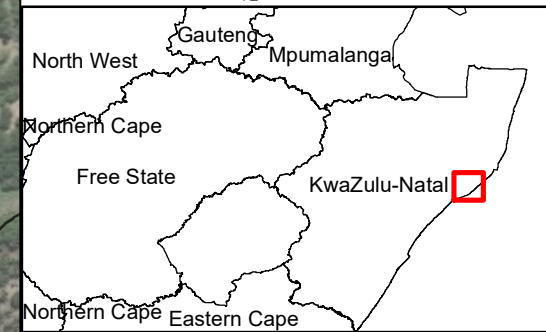 Gauteng
North West
Mpumalanga
Northern Cape
Free State
KwaZulu-Natal
Northern Cape
Eastern Cape